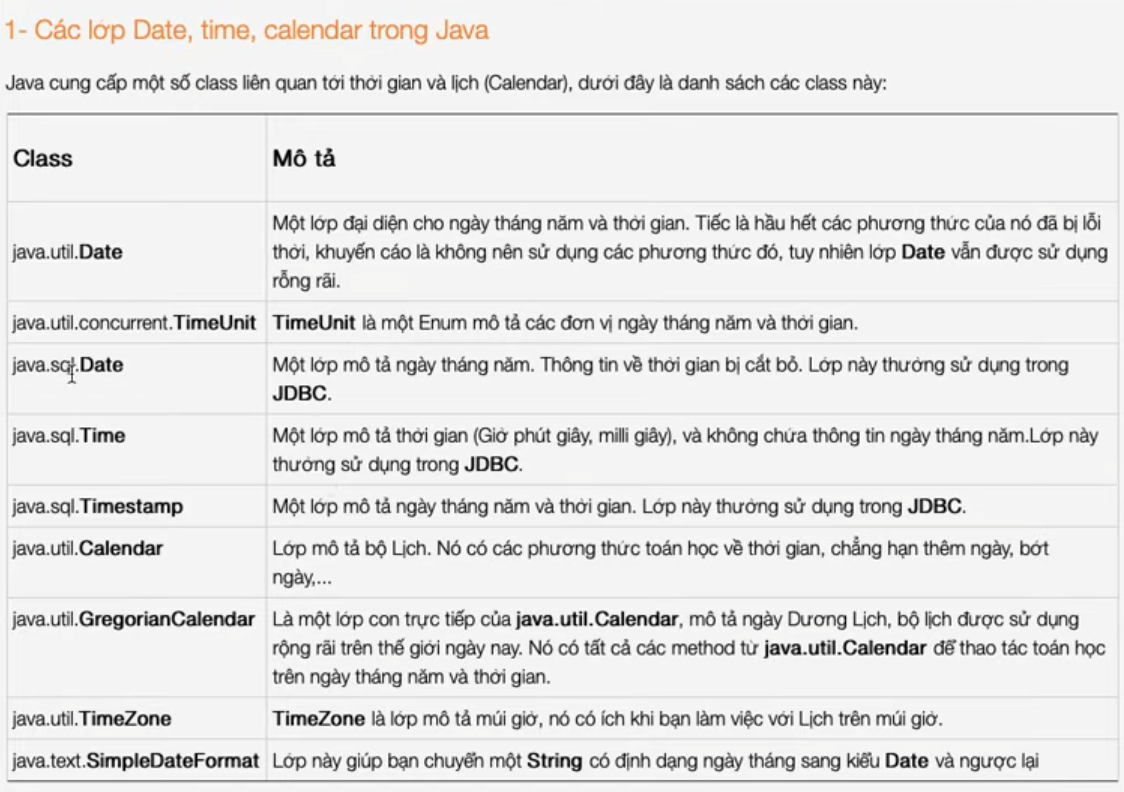 1- Các lớp Date, time, calendar trong Java
Java cung cấp một số class liên quan tới thời gian và lịch (Calendar), dưới đây là danh sách các class này:
Class
Mô tả
java.util.Date
Một lớp đại diện cho ngày tháng năm và thời gian. Tiếc là hầu hết các phương thức của nó đã bị lỗi
thời, khuyến cáo là không nên sử dụng các phương thức đó, tuy nhiên lớp Date vẫn được sử dụng
rỗng rãi.
java.util.concurrent.TimeUnit
TimeUnit là một Enum mô tả các đơn vị ngày tháng năm và thời gian.
java.sql.Date
Một lớp mô tả ngày tháng năm. Thông tin về thời gian bị cắt bỏ. Lớp này thường sử dụng trong
JDBC.
java.sql.Time
Một lớp mô tả thời gian (Giờ phút giây, milli giây), và không chứa thông tin ngày tháng năm.Lớp này
thường sử dụng trong JDBC.
java.sql.Timestamp
Một lớp mô tả ngày tháng năm và thời gian. Lớp này thường sử dụng trong JDBC.
java.util.Calendar
Lớp mô tả bộ Lịch. Nó có các phương thức toán học về thời gian, chẳng hạn thêm ngày, bớt
ngày,...
java.util.GregorianCalendar
Là một lớp con trực tiếp của java.util.Calendar, mô tả ngày Dương Lịch, bộ lịch được sử dụng
rộng rãi trên thế giới ngày nay. Nó có tất cả các method từ java.util.Calendar để thao tác toán học
trên ngày tháng năm và thời gian.
java.util.TimeZone
TimeZone là lớp mô tả múi giờ, nó có ích khi bạn làm việc với Lịch trên múi giờ.
java.text.SimpleDateFormat
Lớp này giúp bạn chuyển một String có định dạng ngày tháng sang kiểu Date và ngược lại